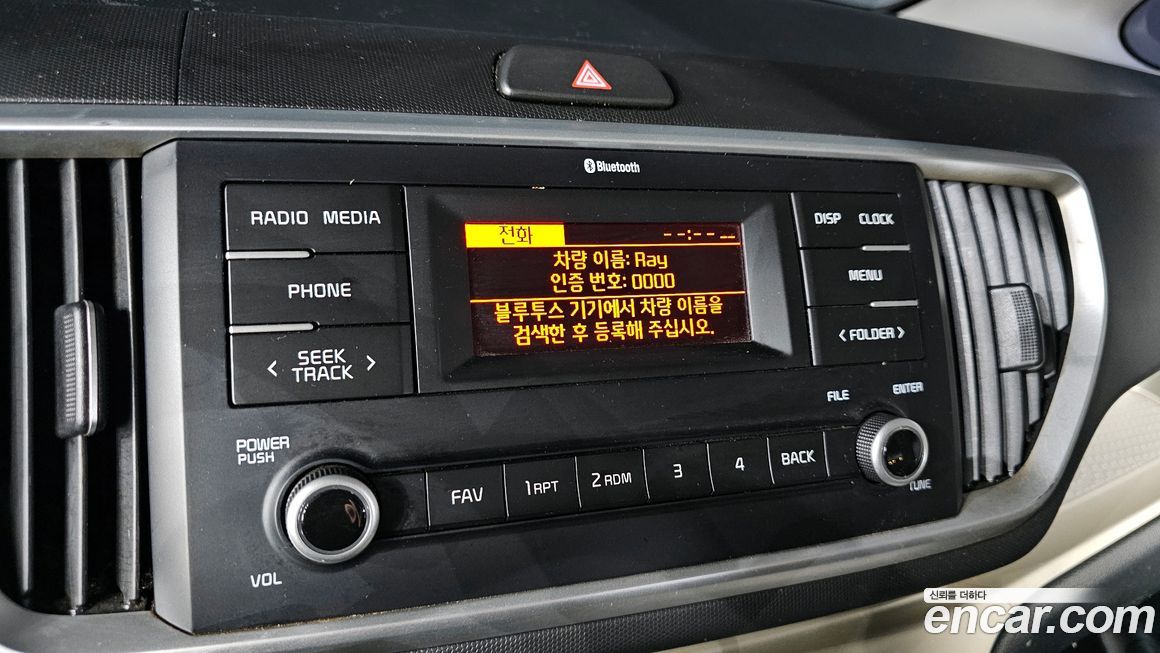 Bluetooth
RADIO MEDIA
PHONE
< SEEK TRACK >
전화 --:--
차량 이름: Ray
인증 번호: 0000
블루투스 기기에서 차량 이름을
검색한 후 등록해 주십시오.
DISP CLOCK
MENU
< FOLDER >
FILE ENTER
POWER
PUSH
VOL
FAV 1 RPT 2 RDM 3 4 BACK
TUNE
신뢰를 더하다
encar.com